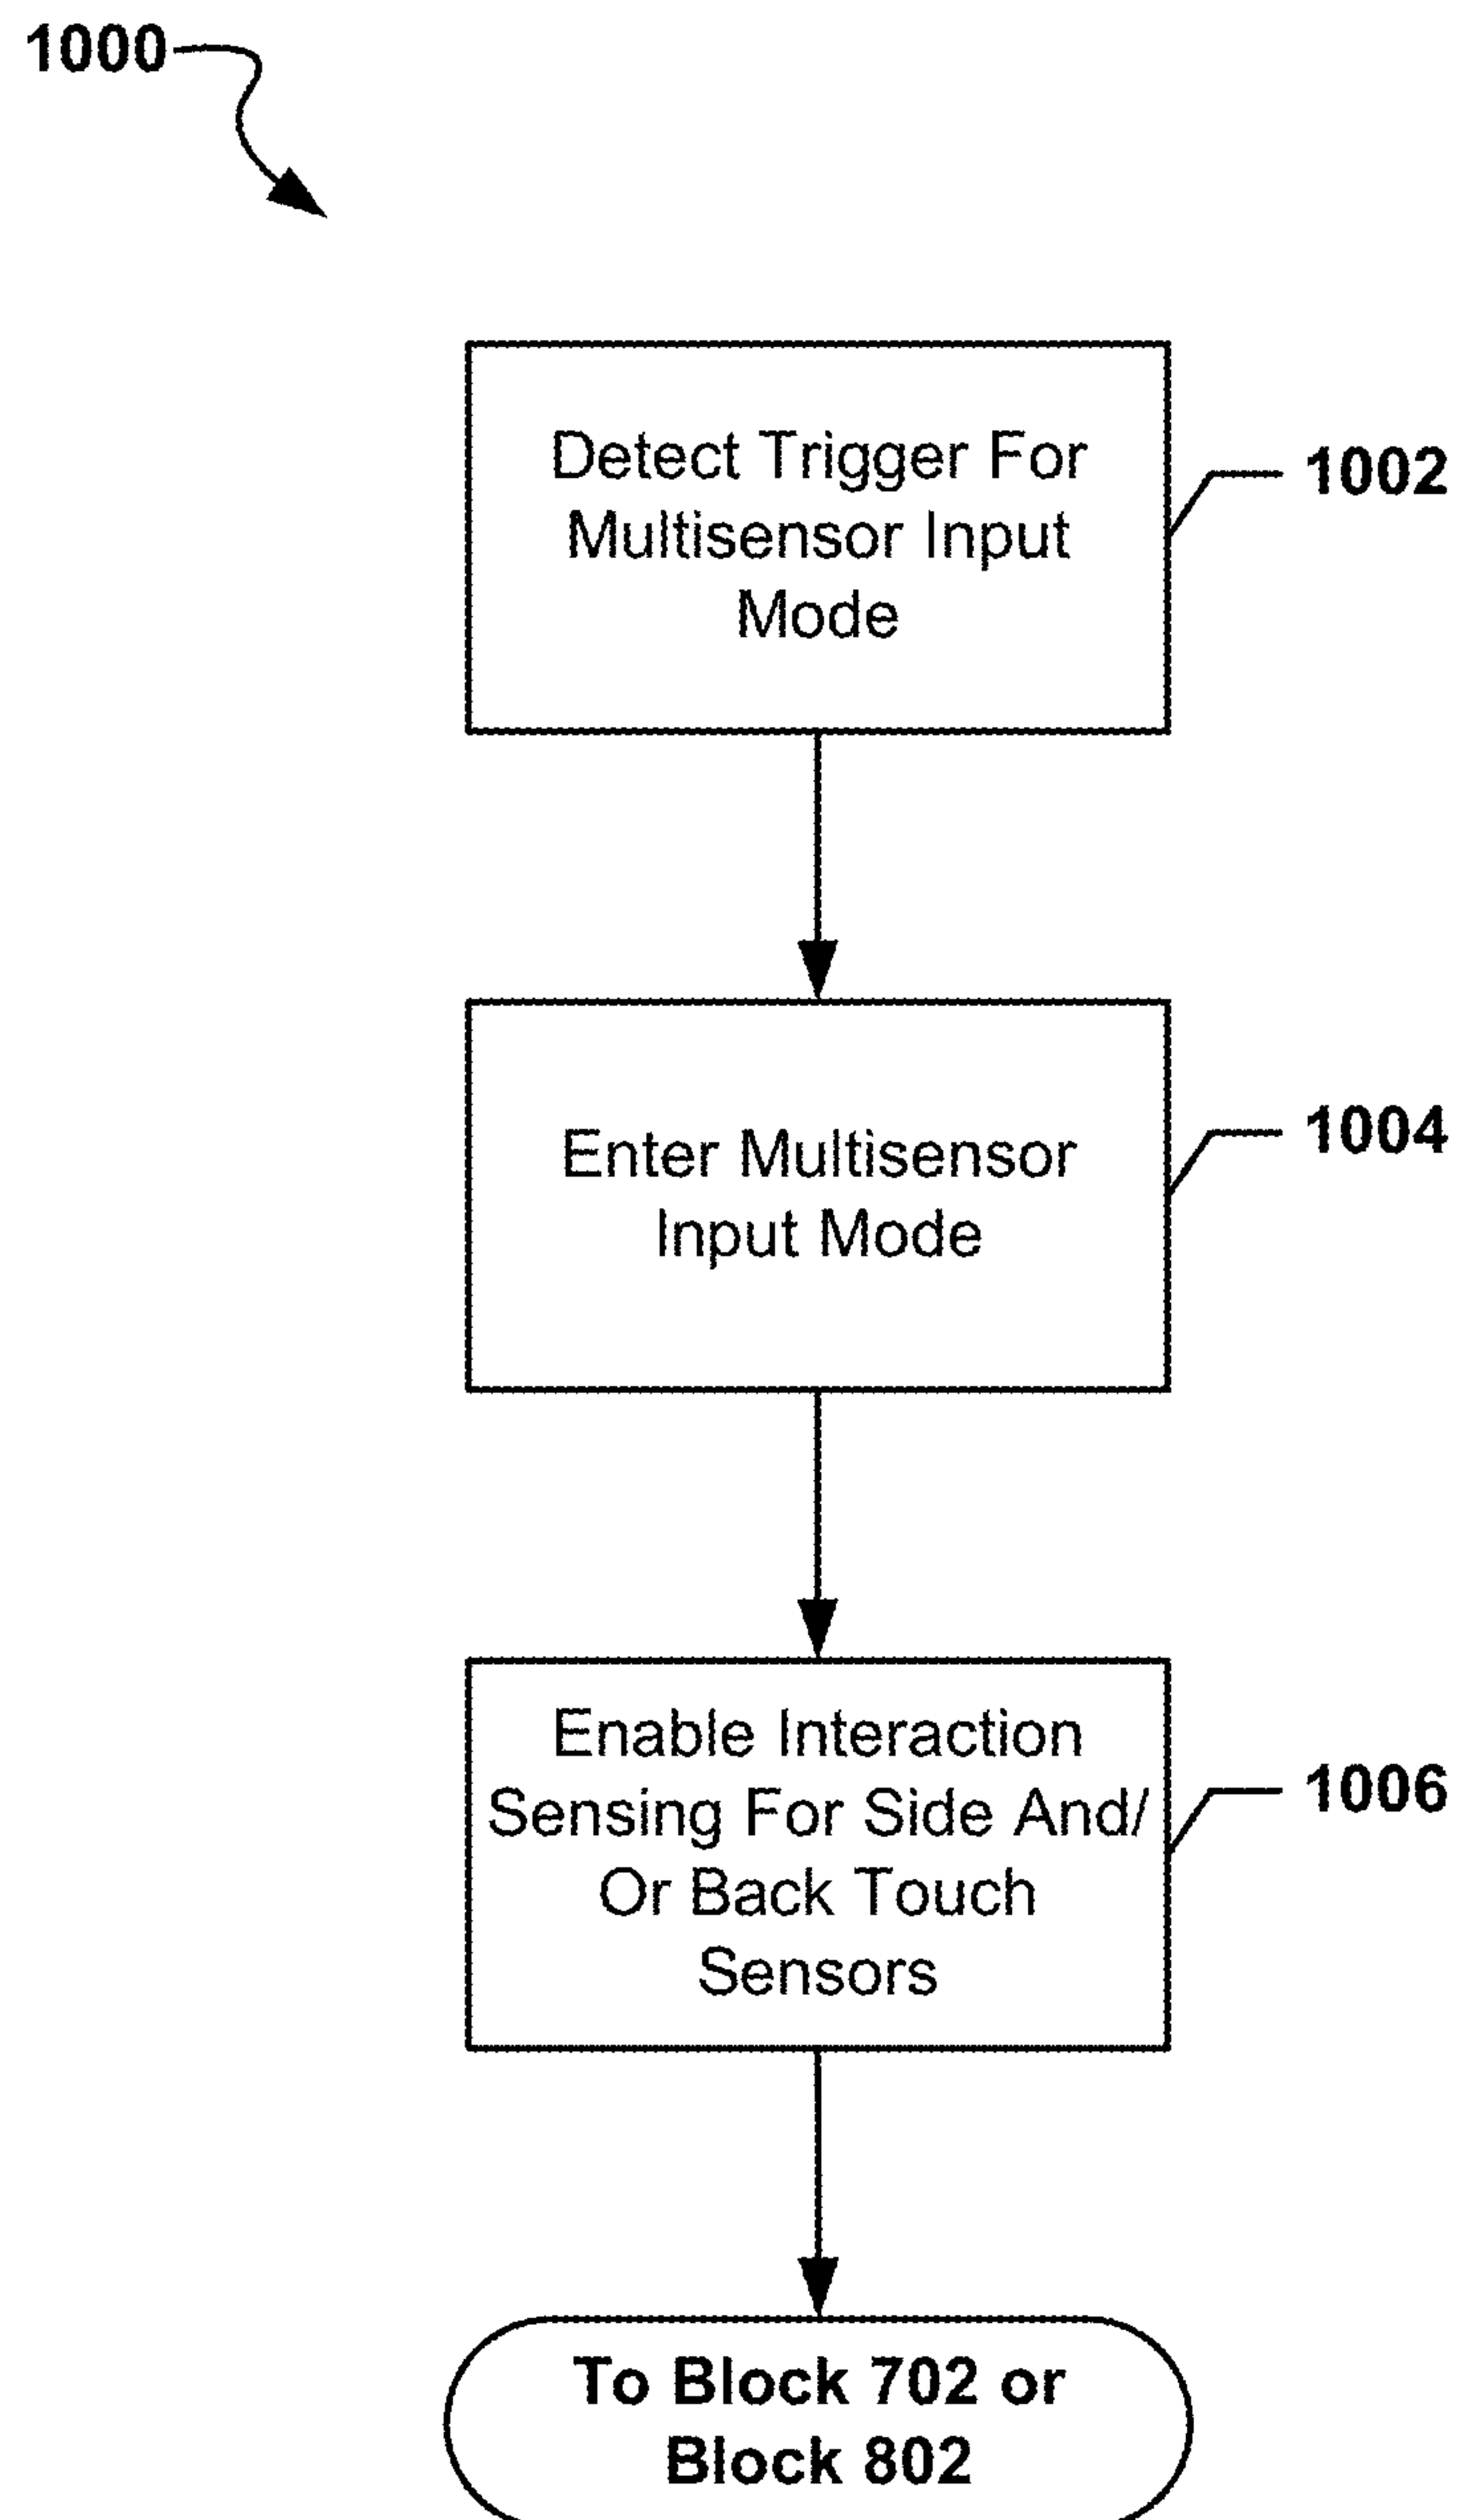 1000
Detect Trigger For
Multisensor Input
Mode
1002
Enter Multisensor
Input Mode
1004
Enable Interaction
Sensing For Side And/
Or Back Touch
Sensors
1006
To Block 702 or
Block 802